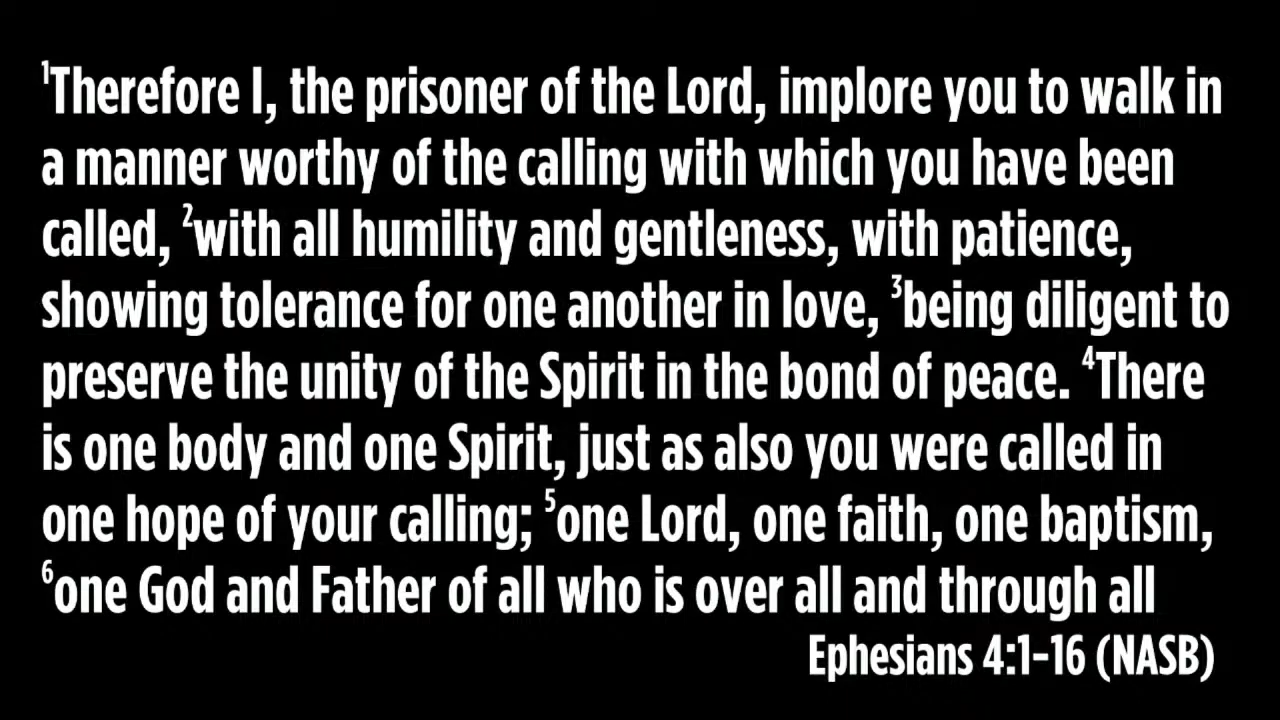 ¹Therefore I, the prisoner of the Lord, implore you to walk in
a manner worthy of the calling with which you have been
called, ²with all humility and gentleness, with patience,
showing tolerance for one another in love, ³being diligent to
preserve the unity of the Spirit in the bond of peace. ⁴There
is one body and one Spirit, just as also you were called in
one hope of your calling; ⁵one Lord, one faith, one baptism,
⁶one God and Father of all who is over all and through all
Ephesians 4:1-16 (NASB)